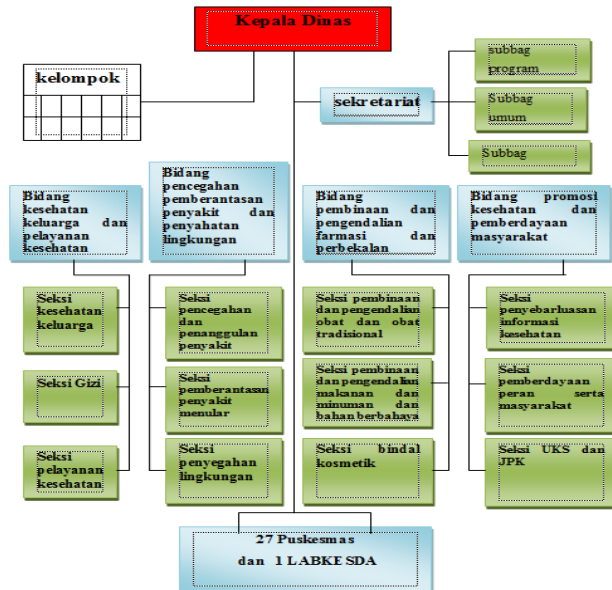 Kepala Dinas
kelompok
sekretariat
subbag
program
Subbag
umum
Subbag
Bidang
kesehatan
keluarga dan
pelayanan
kesehatan
Bidang
pencegahan
pemberantasan
penyakit dan
penyahatan
lingkungan
Bidang
pembinaan dan
pengendalian
farmasi dan
perbekalan
Bidang promosi
kesehatan dan
pemberdayaan
masyarakat
Seksi
kesehatan
keluarga
Seksi
pencegahan
dan
penanggulan
penyakit
Seksi pembinaan
dan pengendalian
obat dan obat
tradisional
Seksi
penyebarluasan
informasi
kesehatan
Seksi Gizi
Seksi
pemberantasan
penyakit
menular
Seksi pembinaan
dan pengendalian
makanan dan
minuman dan
bahan berbahaya
Seksi
pemberdayaan
peran serta
masyarakat
Seksi
pelayanan
kesehatan
Seksi
penyegahan
lingkungan
Seksi bindal
kosmetik
Seksi UKS dan
JPK
27 Puskesmas
dan 1 LABKESDA